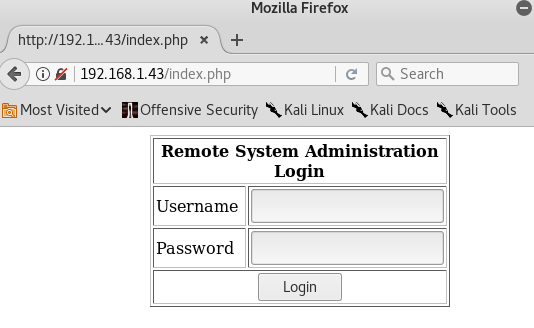 Mozilla Firefox
http://192.1...43/index.php
192.168.1.43/index.php
Search
Most Visited
Offensive Security
Kali Linux
Kali Docs
Kali Tools
Remote System Administration
Login
Username
Password
Login